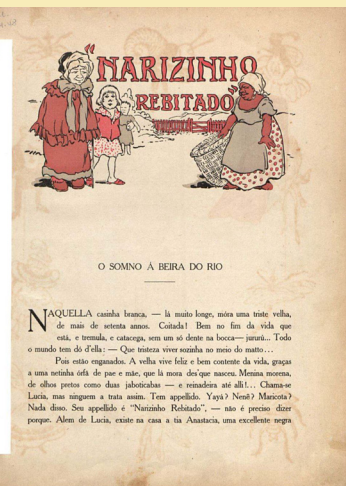 "NARIZINHO
REBITADO"
O SOMNO Á BEIRA DO RIO
NAQUELLA casinha branca, — lá muito longe, móra uma triste velha,
de mais de setenta annos. Coitada! Bem no fim da vida que
está, e tremula, e catacega, sem um só dente na bocca — jururú... Todo
o mundo tem dó d'ella: — Que tristeza viver sozinha no meio do matto...
Pois estão enganados. A velha vive feliz e bem contente da vida, graças
a uma netinha órfã de pae e mãe, que lá mora des'que nasceu. Menina morena,
de olhos pretos como duas jaboticabas — e reinadeira até alli!... Chama-se
Lucia, mas ninguem a trata assim. Tem appellido. Yayá? Nenê? Maricota?
Nada disso. Seu appellido é "Narizinho Rebitado", — não é preciso dizer
porque. Alem de Lucia, existe na casa a tia Anastacia, uma excellente negra